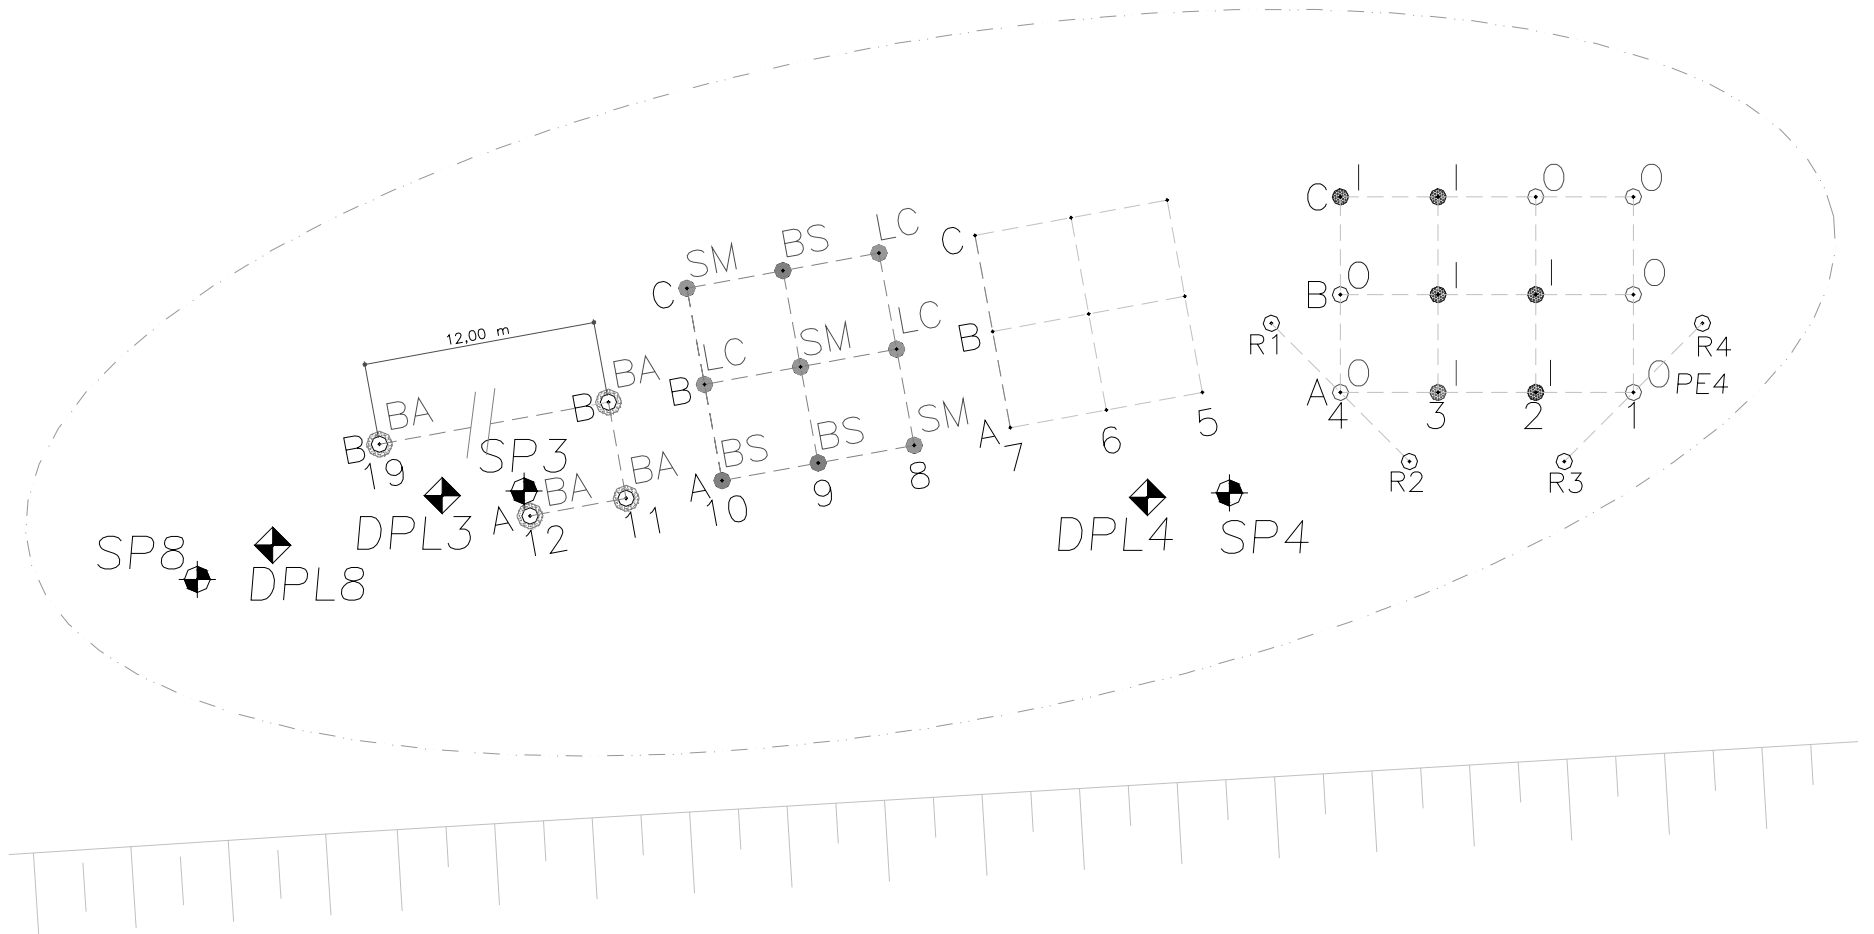 I I O O
C
SM BS LC
C
C
O I I O
B
12,00 m
LC SM LC
B
B
R1
R4
BA
BA
B
B
19
O I I O
PE4
A
4 3 2 1
A
7 6 5
SP3
BS BS SM
A
10 9 8
R2
R3
BA BA
A
12 11
DPL3
DPL4
SP4
SP8
DPL8